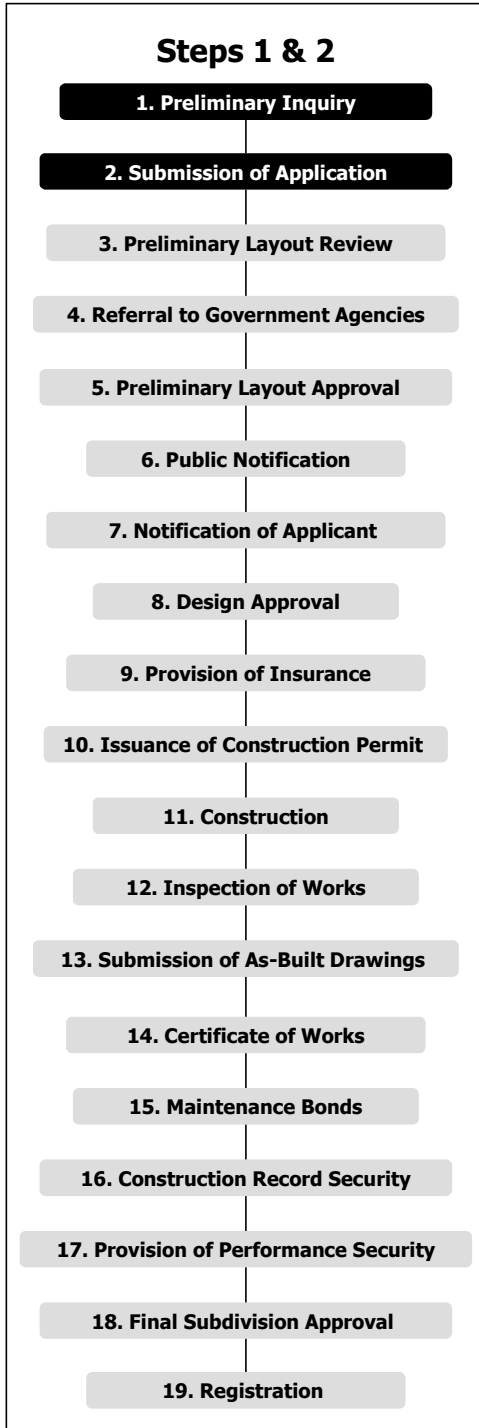 Steps 1 & 2
1. Preliminary Inquiry
2. Submission of Application
3. Preliminary Layout Review
4. Referral to Government Agencies
5. Preliminary Layout Approval
6. Public Notification
7. Notification of Applicant
8. Design Approval
9. Provision of Insurance
10. Issuance of Construction Permit
11. Construction
12. Inspection of Works
13. Submission of As-Built Drawings
14. Certificate of Works
15. Maintenance Bonds
16. Construction Record Security
17. Provision of Performance Security
18. Final Subdivision Approval
19. Registration